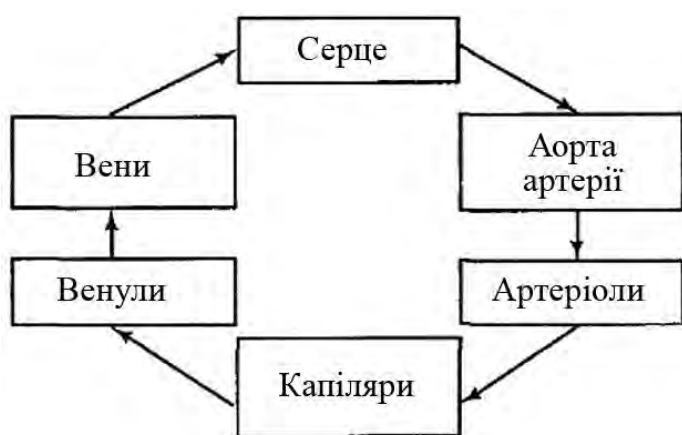 Серце
Вени
Аорта
артерії
Венули
Артеріоли
Капіляри